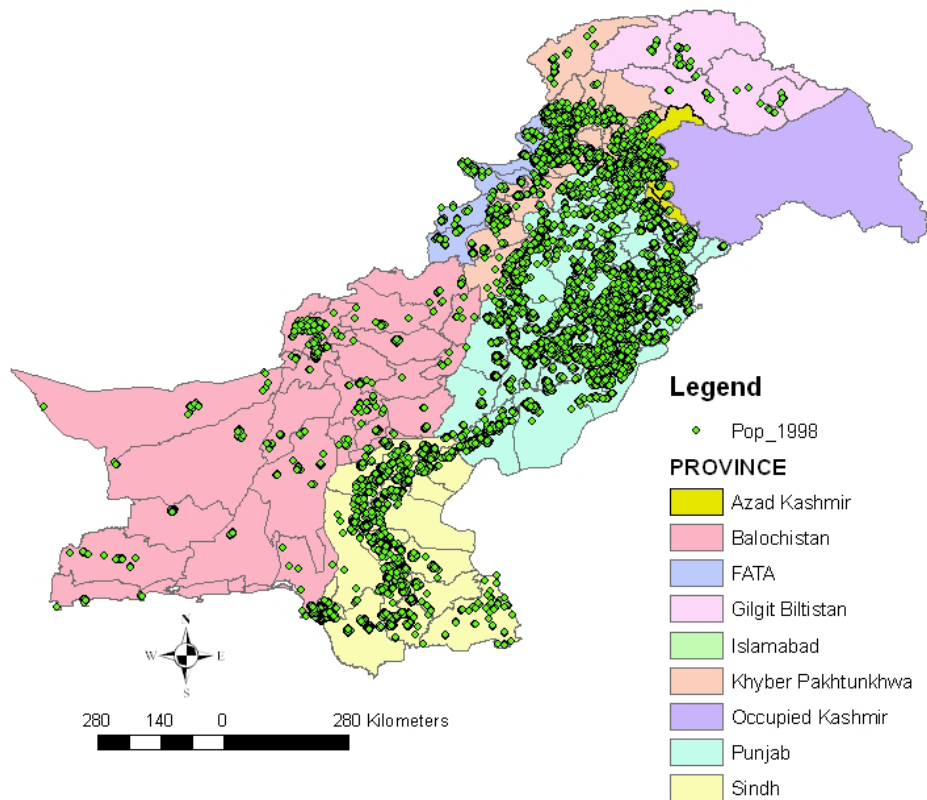 Legend
Pop_1998
PROVINCE
Azad Kashmir
Balochistan
FATA
Gilgit Biltistan
Islamabad
Khyber Pakhtunkhwa
Occupied Kashmir
Punjab
Sindh
N
W E
S
280 140 0 280 Kilometers